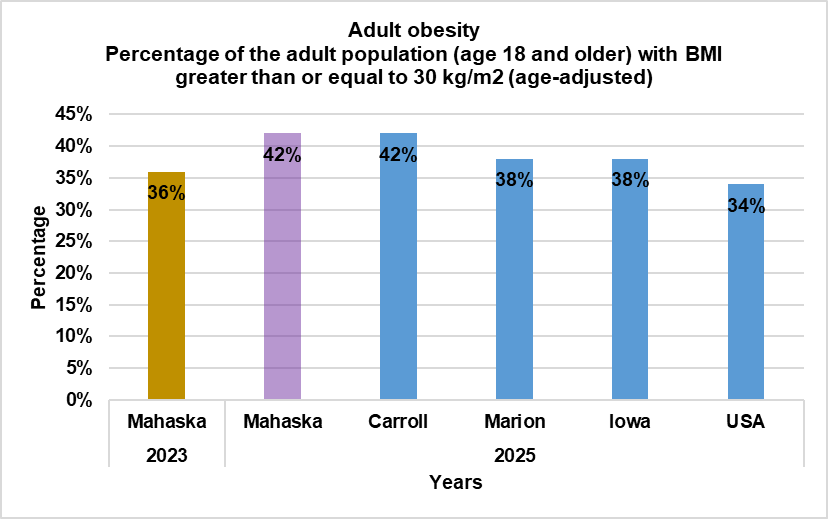 Adult obesity
Percentage of the adult population (age 18 and older) with BMI
greater than or equal to 30 kg/m2 (age-adjusted)
45%
40%
35%
30%
25%
20%
15%
10%
5%
0%
Percentage
36%
42%
42%
38%
38%
34%
Mahaska
Mahaska
Carroll
Marion
Iowa
USA
2023
2025
Years